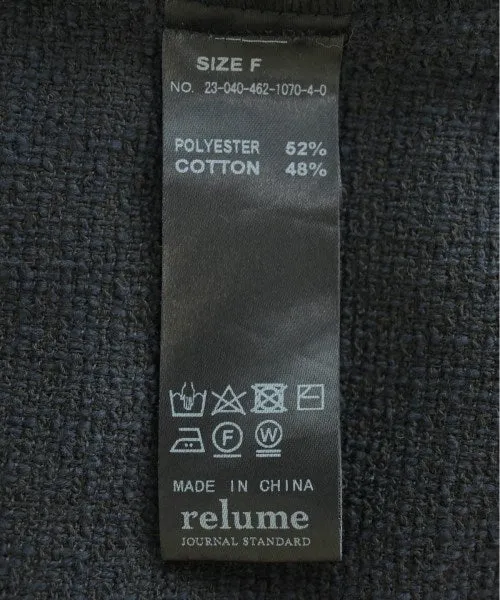 SIZE F
NO. 23-040-462-1070-4-0
POLYESTER 52%
COTTON 48%
F W
MADE IN CHINA
relume
JOURNAL STANDARD